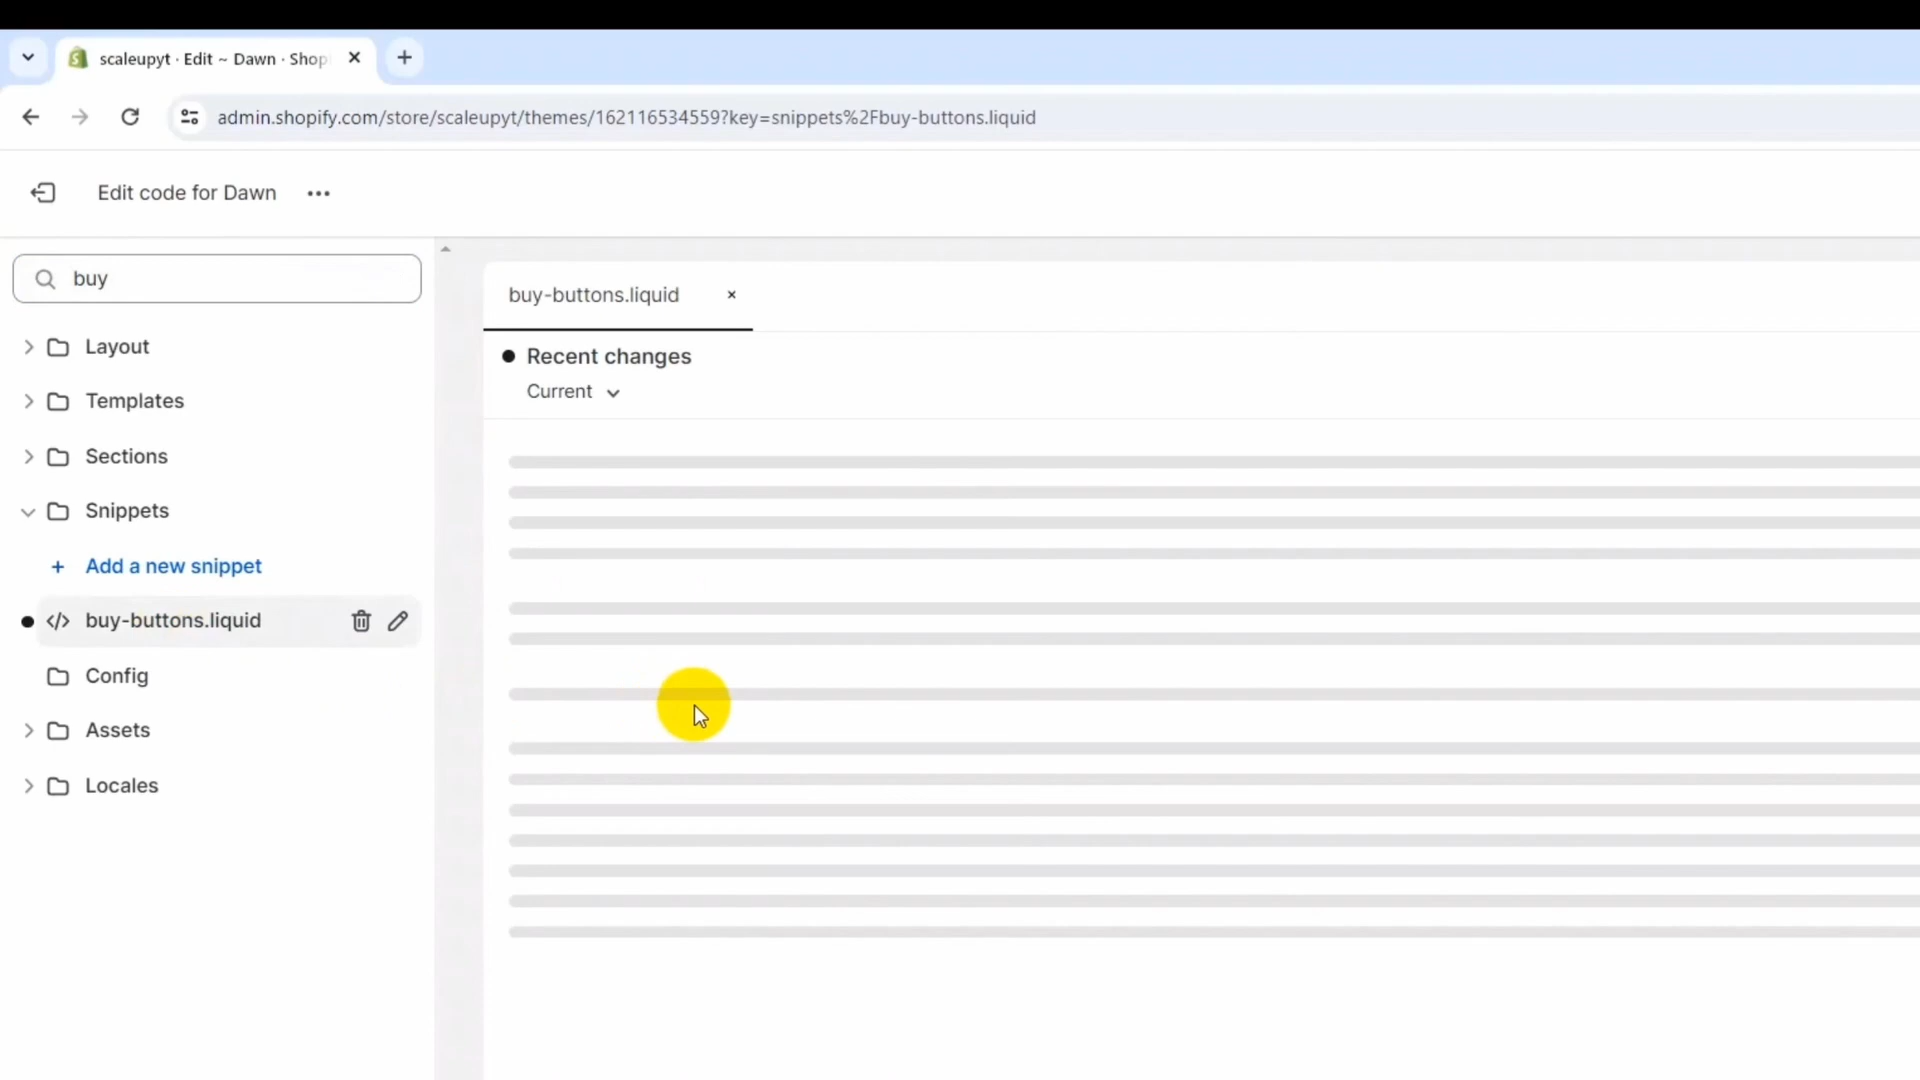 scaleupyt · Edit ~ Dawn · Shop
admin.shopify.com/store/scaleupyt/themes/162116534559?key=snippets%2Fbuy-buttons.liquid
Edit code for Dawn
buy
Layout
Templates
Sections
Snippets
+ Add a new snippet
</> buy-buttons.liquid
Config
Assets
Locales
buy-buttons.liquid
Recent changes
Current